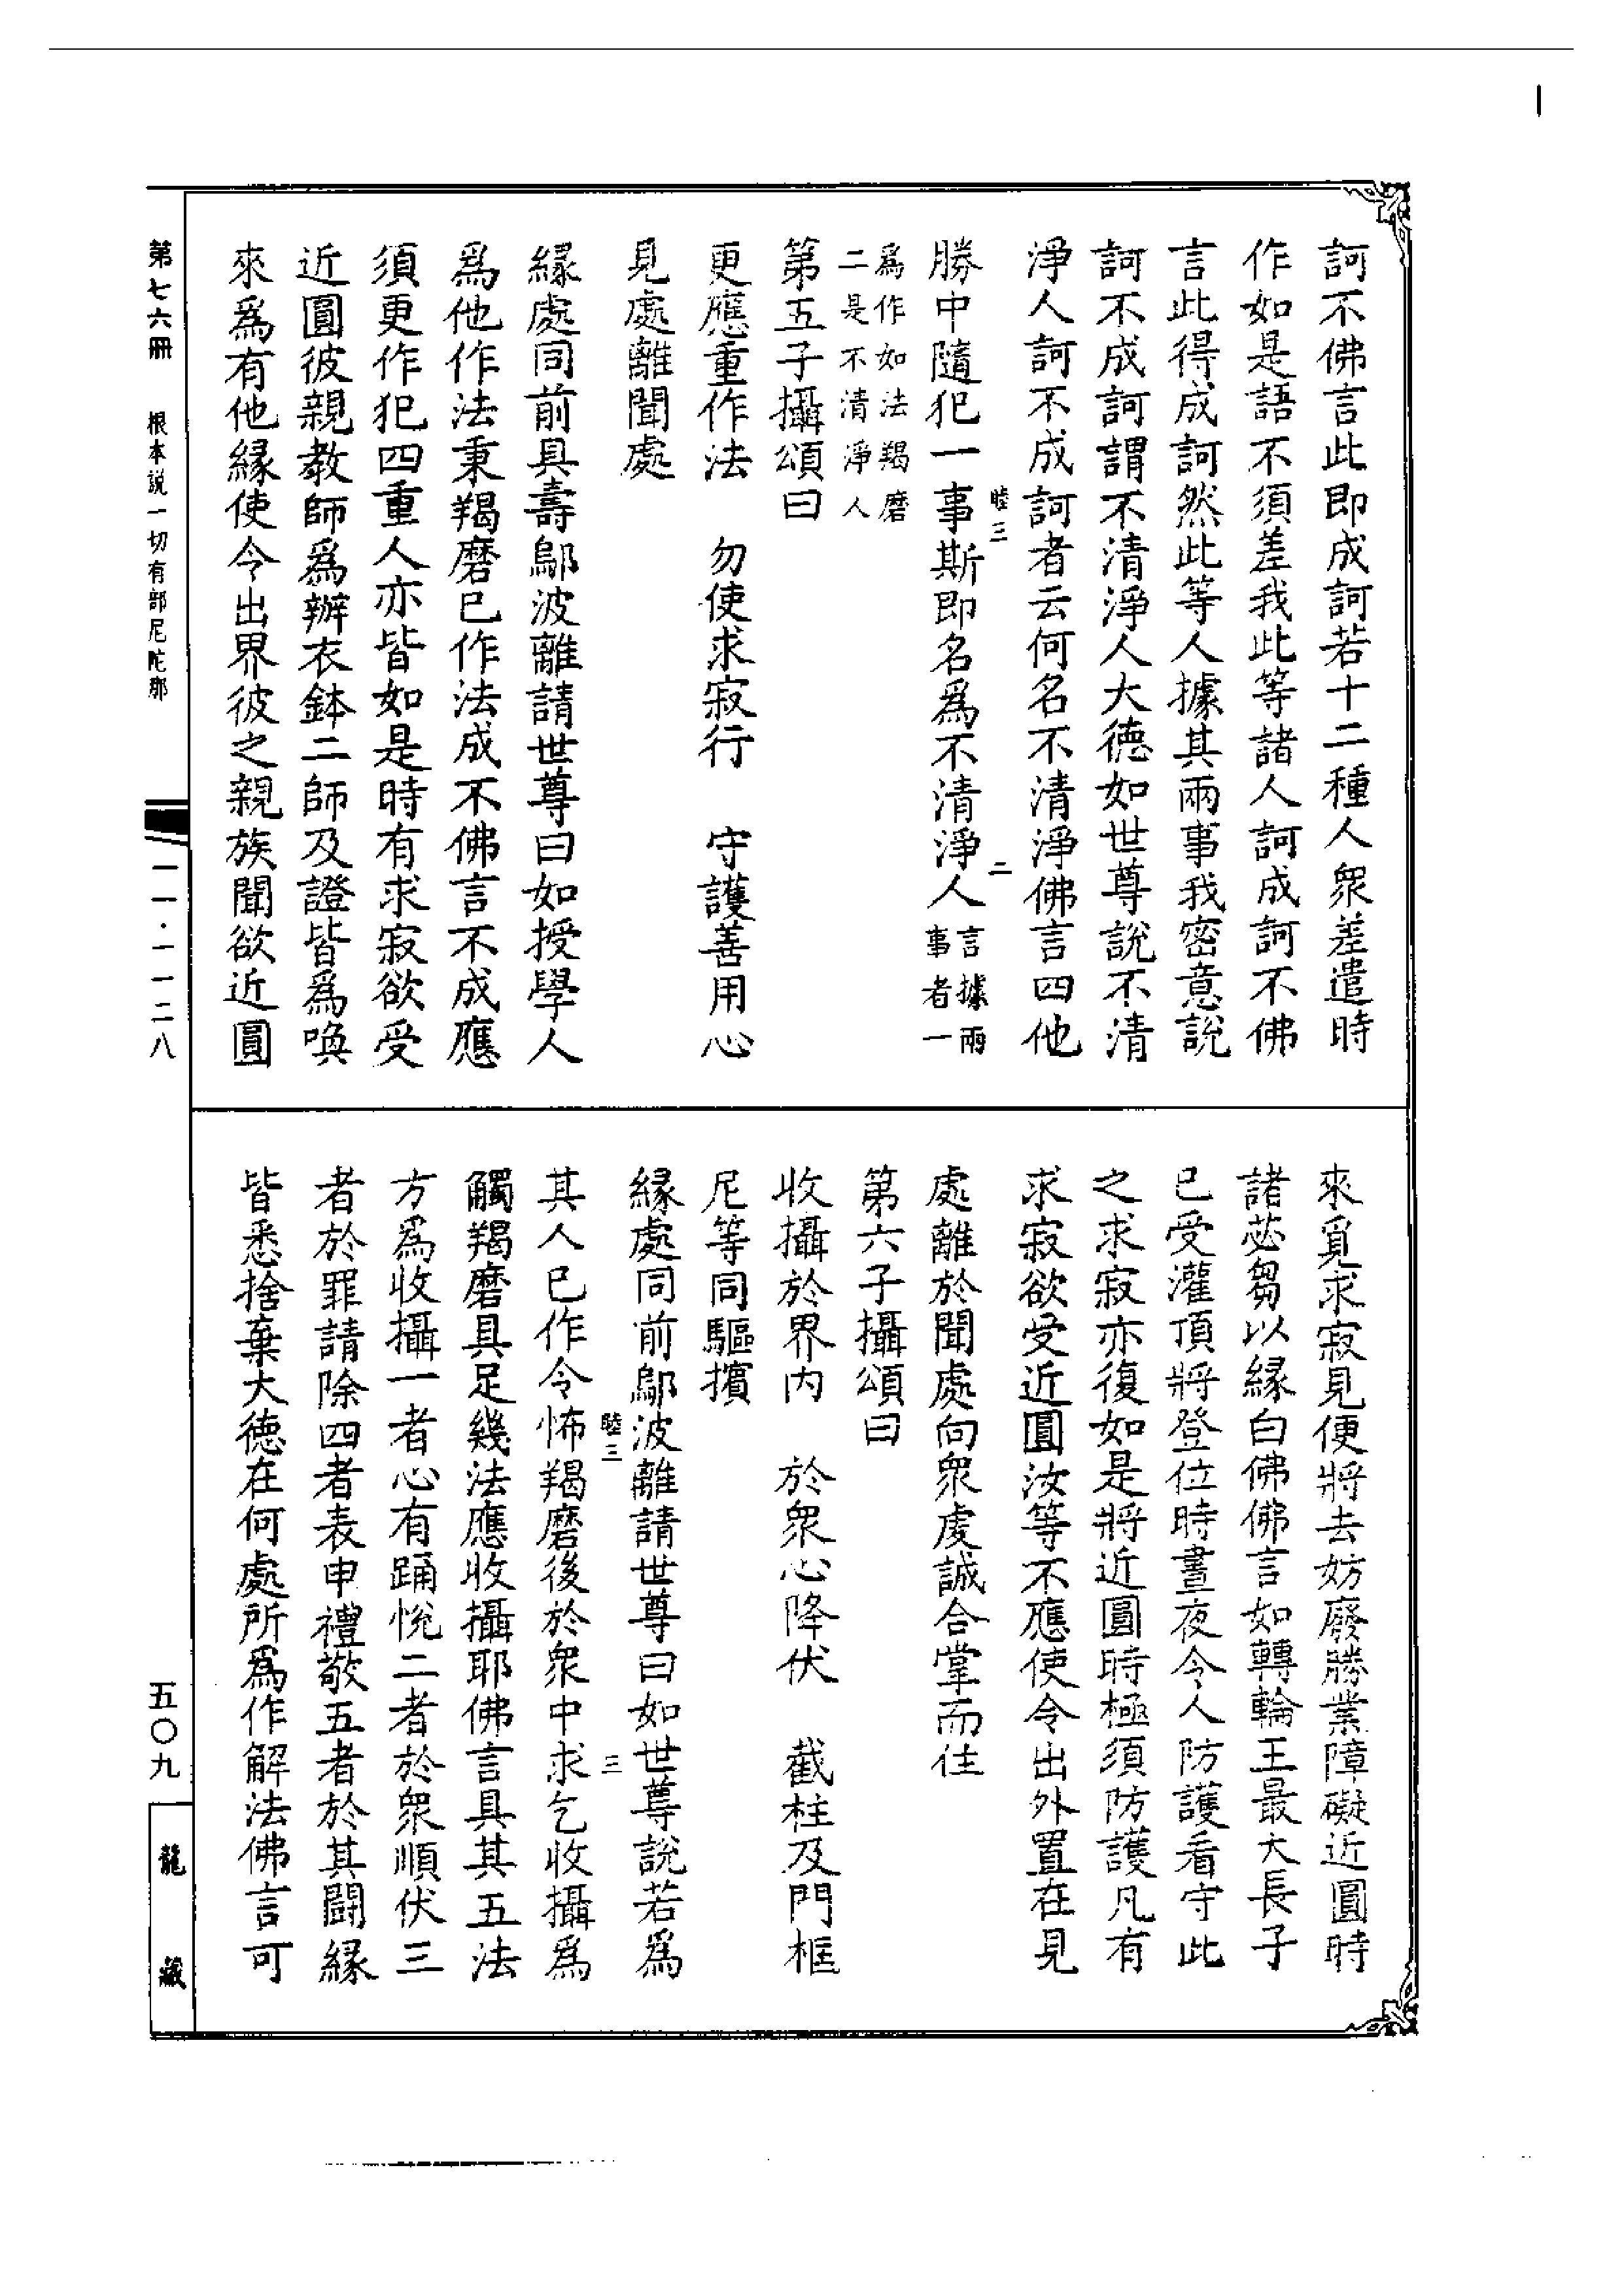 訶不佛言此即成訶若十二種人衆差遣時
作如是語不須差我此等諸人訶成訶不佛
言此得成訶然此等人據其兩事我密意說
訶不成訶謂不清淨人大德如世尊說不清
淨人訶不成訶者云何名不清淨佛言四他
睦三
二
勝中隨犯一事斯即名爲不清淨人言據兩事者一
爲作如法羯磨二是不清淨人
第五子攝頌曰
更應重作法 勿使求寂行 守護善用心
見處離聞處
緣處同前具壽鄔波離請世尊曰如授學人
爲他作法秉羯磨已作法成不佛言不成應
須更作犯四重人亦皆如是時有求寂欲受
近圓彼親教師爲辦衣鉢二師及證皆爲喚
來爲有他緣使令出界彼之親族聞欲近圓
來覓求寂見便將去妨廢勝業障礙近圓時
諸苾芻以緣白佛佛言如轉輪王最大長子
已受灌頂將登位時晝夜令人防護看守此
之求寂亦復如是將近圓時極須防護凡有
求寂欲受近圓汝等不應使令出外置在見
處離於聞處向衆虔誠合掌而住
第六子攝頌曰
收攝於界內 於衆心降伏 截柱及門框
尼等同驅擯
緣處同前鄔波離請世尊曰如世尊說若爲
睦三
三
其人已作令怖羯磨後於衆中求乞收攝爲
觸羯磨具足幾法應收攝耶佛言具其五法
方爲收攝一者心有踊悅二者於衆順伏三
者於罪請除四者表申禮敬五者於其鬪緣
皆悉捨棄大德在何處所爲作解法佛言可
第七六冊 根本説一切有部尼陀那
一一·一一二八
五〇九
龍藏